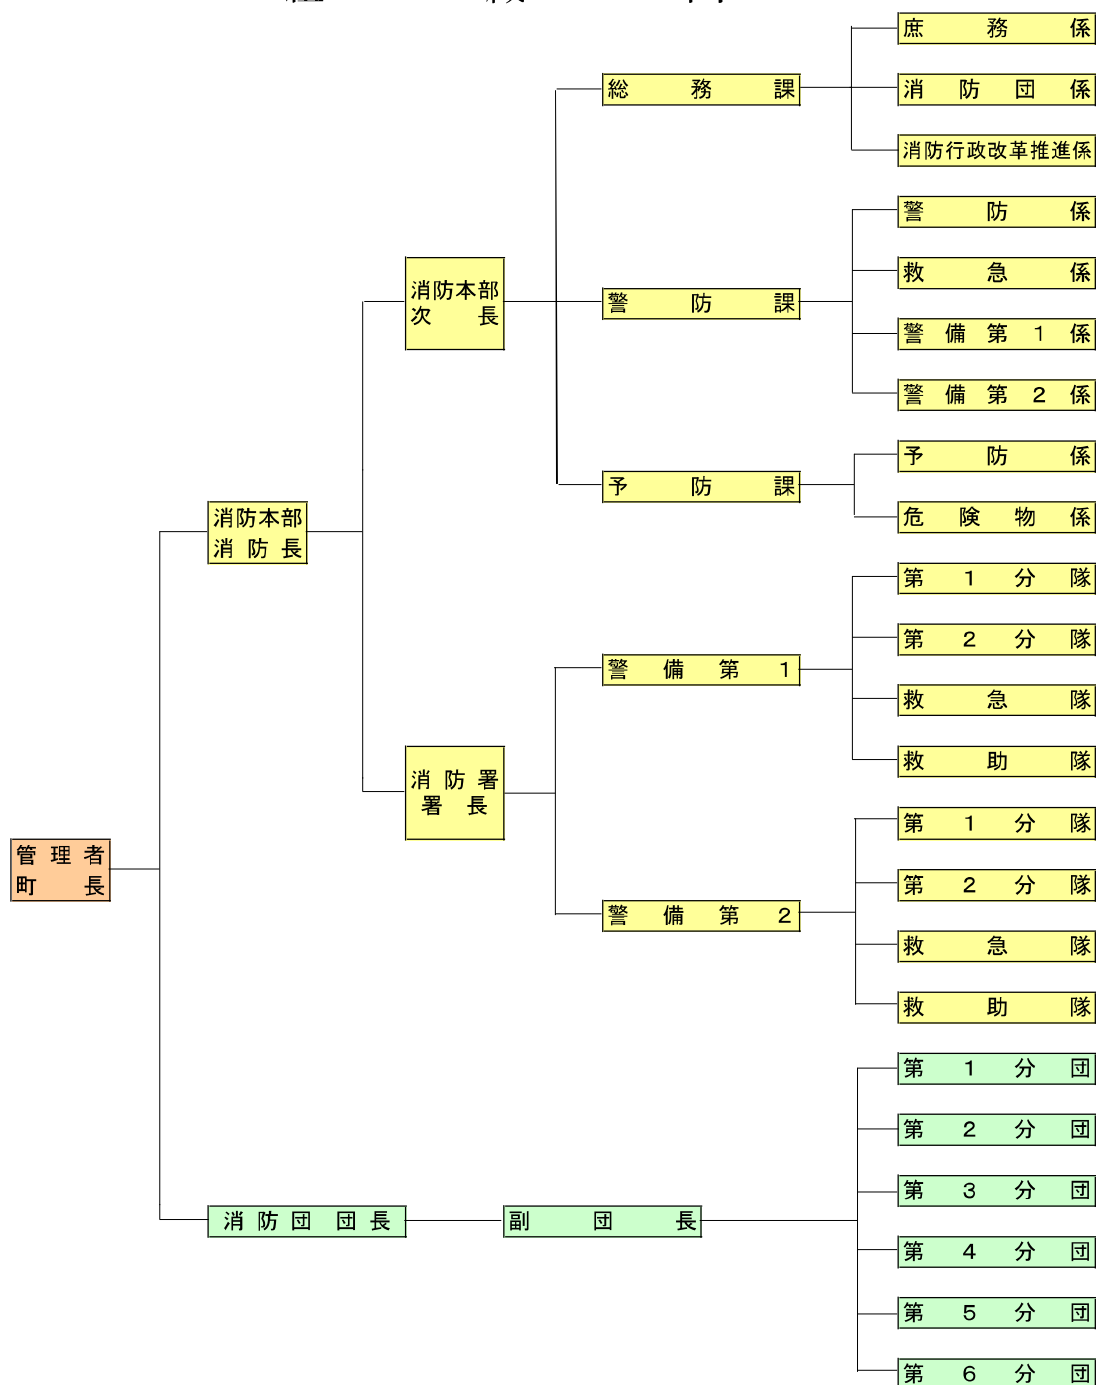 庶務係
総務課
消防団係
消防行政改革推進係
警防係
救急係
消防本部
次長
警防課
警備第1係
警備第2係
予防係
予防課
危険物係
消防本部
消防長
第1分隊
第2分隊
警備第1
救急隊
救助隊
消防署
署長
第1分隊
管理者
町長
第2分隊
警備第2
救急隊
救助隊
第1分団
第2分団
第3分団
消防団団長
副団長
第4分団
第5分団
第6分団